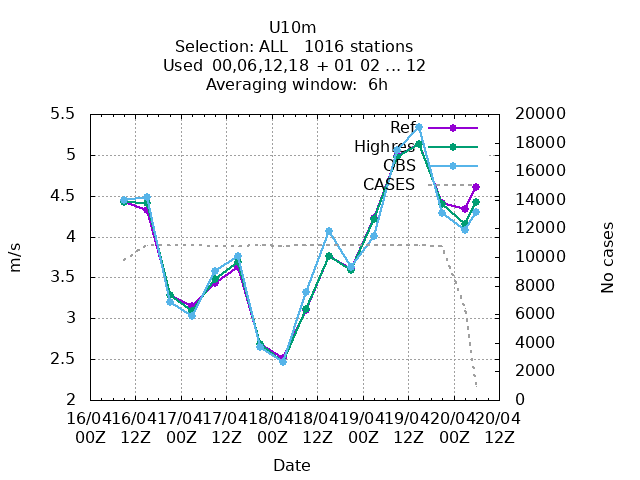 U10m
Selection: ALL   1016 stations
Used  00,06,12,18 + 01 02 ... 12
Averaging window:  6h
5.5
5
4.5
4
3.5
3
2.5
2
m/s
20000
18000
16000
14000
12000
10000
8000
6000
4000
2000
0
No cases
Ref
Highres
OBS
CASES
16/04 16/04 17/04 17/04 18/04 18/04 19/04 19/04 20/04 20/04
00Z 12Z 00Z 12Z 00Z 12Z 00Z 12Z 00Z 12Z
Date